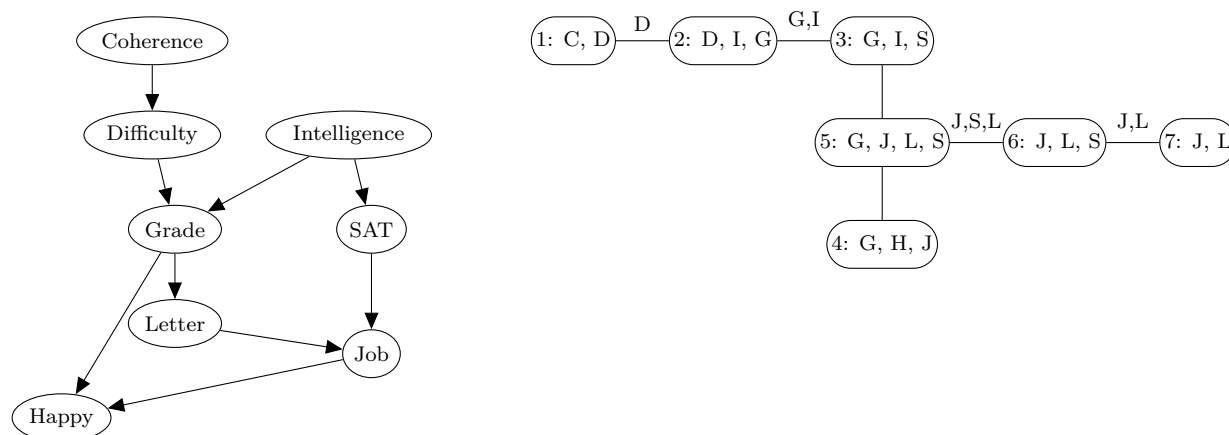 Coherence
Difficulty
Intelligence
Grade
SAT
Letter
Job
Happy
1: C, D
D
2: D, I, G
G,I
3: G, I, S
5: G, J, L, S
J,S,L
6: J, L, S
J,L
7: J, L
4: G, H, J